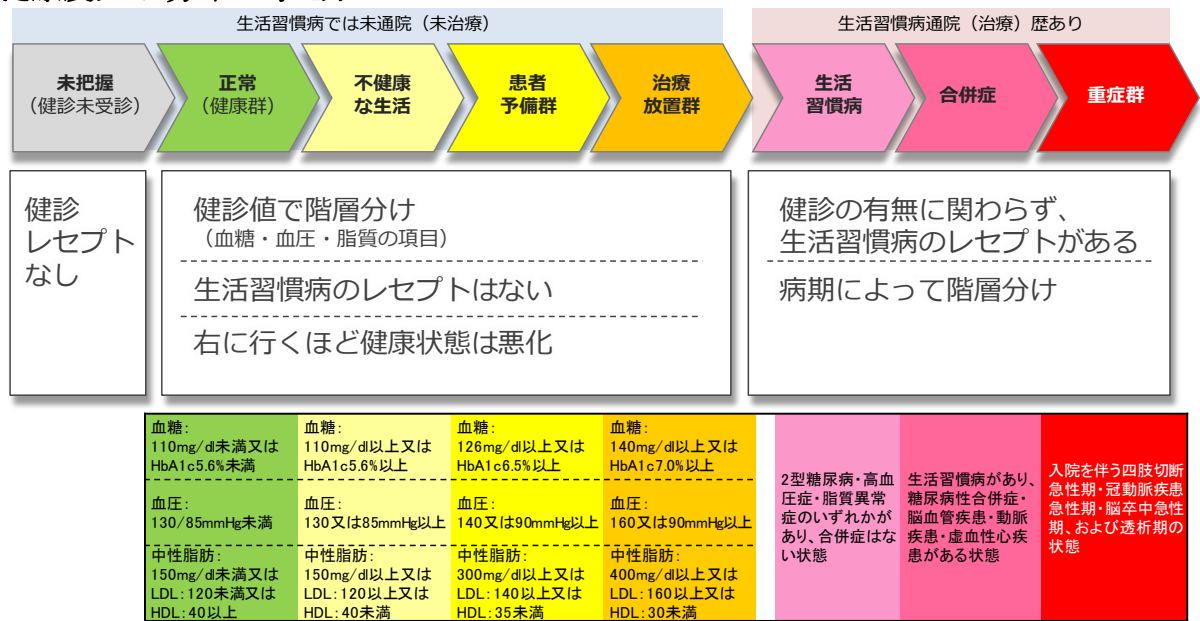 生活習慣病では未通院（未治療）
生活習慣病通院（治療）歴あり
未把握
（健診未受診）
正常
（健康群）
不健康
な生活
患者
予備群
治療
放置群
生活
習慣病
合併症
重症群
健診
レセプト
なし
健診値で階層分け
（血糖・血圧・脂質の項目）
生活習慣病のレセプトはない
右に行くほど健康状態は悪化
健診の有無に関わらず、
生活習慣病のレセプトがある
病期によって階層分け
血糖：
110mg/dl未満又は
HbA1c5.6%未満
血圧：
130/85mmHg未満
中性脂肪：
150mg/dl未満又は
LDL：120未満又は
HDL：40以上
血糖：
110mg/dl以上又は
HbA1c5.6%以上
血圧：
130又は85mmHg以上
中性脂肪：
150mg/dl以上又は
LDL：120以上又は
HDL：40未満
血糖：
126mg/dl以上又は
HbA1c6.5%以上
血圧：
140又は90mmHg以上
中性脂肪：
300mg/dl以上又は
LDL：140以上又は
HDL：35未満
血糖：
140mg/dl以上又は
HbA1c7.0%以上
血圧：
160又は90mmHg以上
中性脂肪：
400mg/dl以上又は
LDL：160以上又は
HDL：30未満
2型糖尿病・高血
圧症・脂質異常
症のいずれかが
あり、合併症はな
い状態
生活習慣病があり、
糖尿病性合併症・
脳血管疾患・動脈
疾患・虚血性心疾
患がある状態
入院を伴う四肢切断
急性期・冠動脈疾患
急性期・脳卒中急性
期、および透析期の
状態